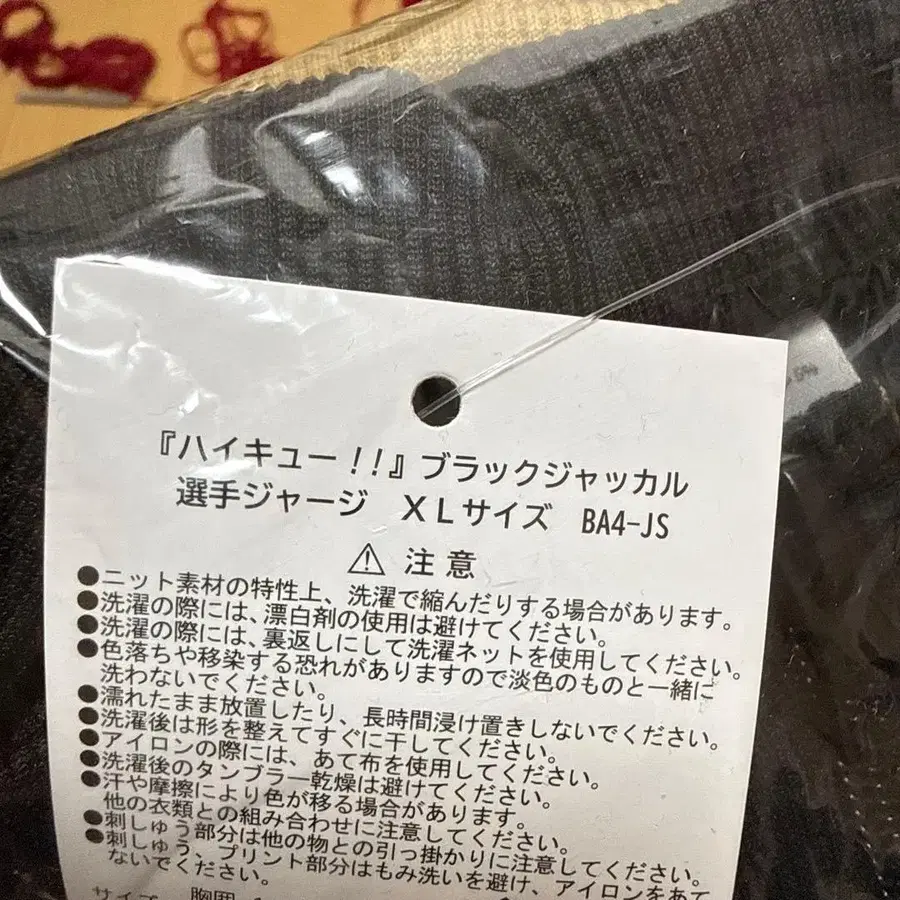 『ハイキュー!!』ブラックジャッカル
選手ジャージ　XLサイズ　BA4-JS
⚠ 注意
●ニット素材の特性上、洗濯で縮んだりする場合があります。
●洗濯の際には、漂白剤の使用は避けてください。
●洗濯の際には、裏返しにして洗濯ネットを使用してください。
●色落ちや移染する恐れがありますので淡色のものと一緒に
洗わないでください。
●濡れたまま放置したり、長時間浸け置きしないでください。
●洗濯後は形を整えてすぐに干してください。
●アイロンの際には、あて布を使用してください。
●洗濯後のタンブラー乾燥は避けてください。
●汗や摩擦により色が移る場合があります。
他の衣類との組み合わせに注意してください。
●刺しゅう部分は他の物との引っ掛かりに注意してください。
●刺しゅう、プリント部分はもみ洗いを避け、アイロンをあて
ないでください。
サイズ　胸囲